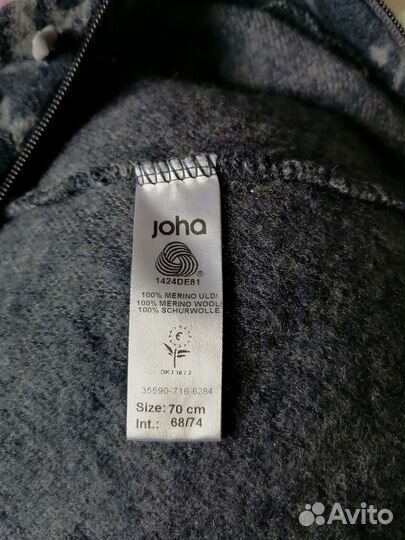 joha
1424DE81
100% MERINO ULD/
100% MERINO WOOL/
100% SCHURWOLLE
35590-716-6284
Size: 70 cm
Int.: 68/74
Avito